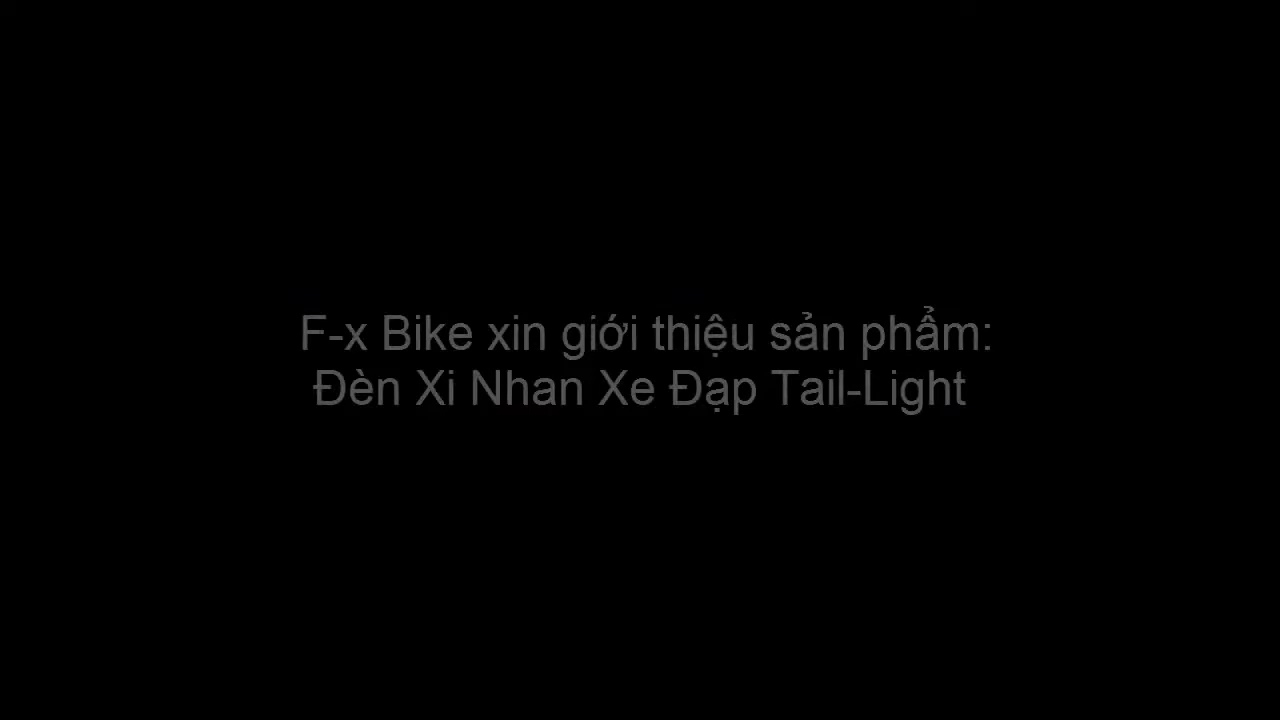 F-x Bike xin giới thiệu sản phẩm:
Đèn Xi Nhan Xe Đạp Tail-Light